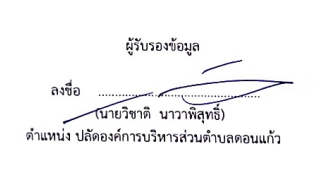 ผู้รับรองข้อมูล
ลงชื่อ ........................................
(นายวิชาติ นาวาพิสุทธิ์)
ตำแหน่ง ปลัดองค์การบริหารส่วนตำบลดอนแก้ว